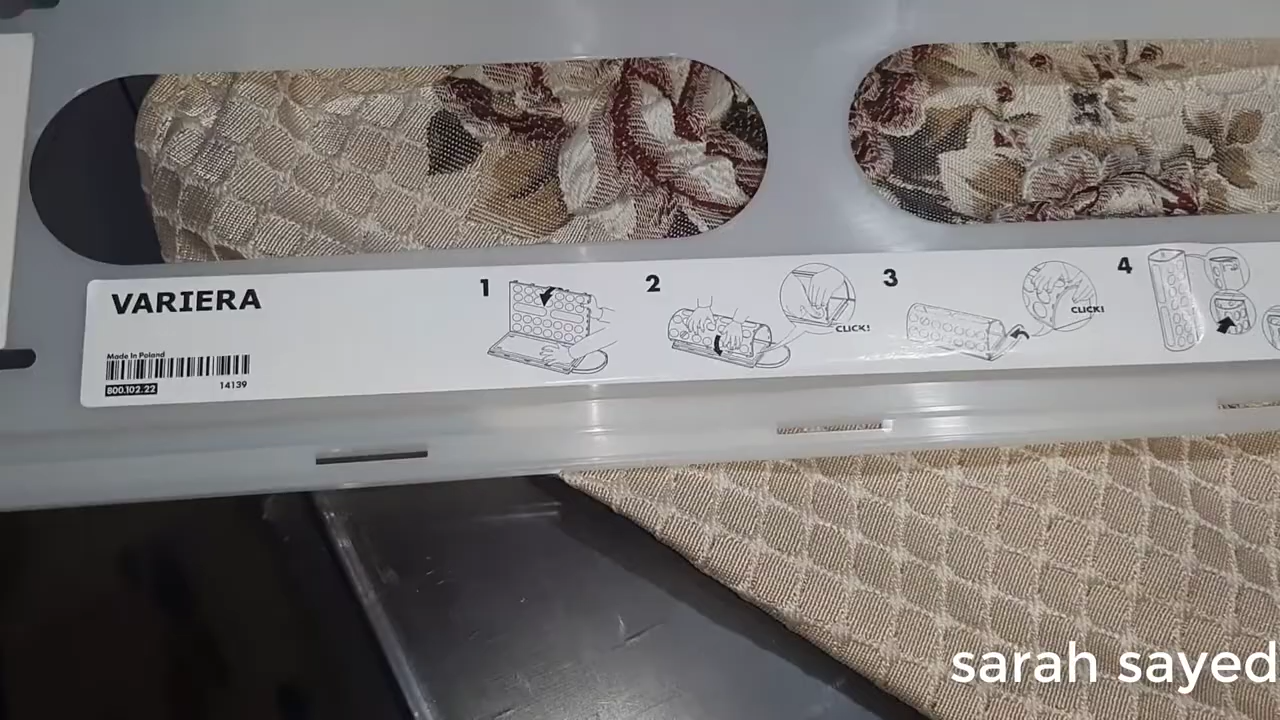 VARIERA
Made In Poland
800.102.22
14139
1
2
CLICK!
3
CLICK!
4
sarah sayed